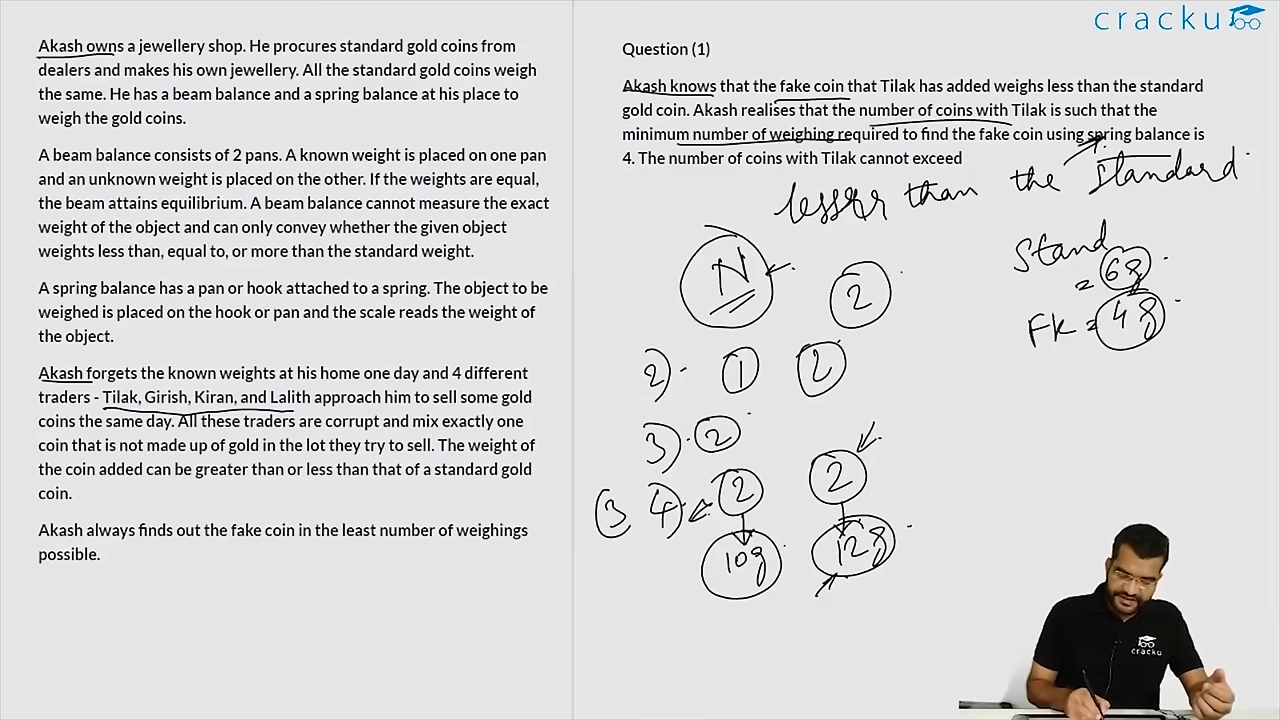 cracku
Akash owns a jewellery shop. He procures standard gold coins from
dealers and makes his own jewellery. All the standard gold coins weigh
the same. He has a beam balance and a spring balance at his place to
weigh the gold coins.
A beam balance consists of 2 pans. A known weight is placed on one pan
and an unknown weight is placed on the other. If the weights are equal,
the beam attains equilibrium. A beam balance cannot measure the exact
weight of the object and can only convey whether the given object
weights less than, equal to, or more than the standard weight.
A spring balance has a pan or hook attached to a spring. The object to be
weighed is placed on the hook or pan and the scale reads the weight of
the object.
Akash forgets the known weights at his home one day and 4 different
traders - Tilak, Girish, Kiran, and Lalith approach him to sell some gold
coins the same day. All these traders are corrupt and mix exactly one
coin that is not made up of gold in the lot they try to sell. The weight of
the coin added can be greater than or less than that of a standard gold
coin.
Akash always finds out the fake coin in the least number of weighings
possible.
Question (1)
Akash knows that the fake coin that Tilak has added weighs less than the standard
gold coin. Akash realises that the number of coins with Tilak is such that the
minimum number of weighing required to find the fake coin using spring balance is
4. The number of coins with Tilak cannot exceed
lesser than the standard
N 2
Stand
= 6g
Fk = 4g
2) 1 2
3) 2
3 4) 2 2
10g 12g
cracku